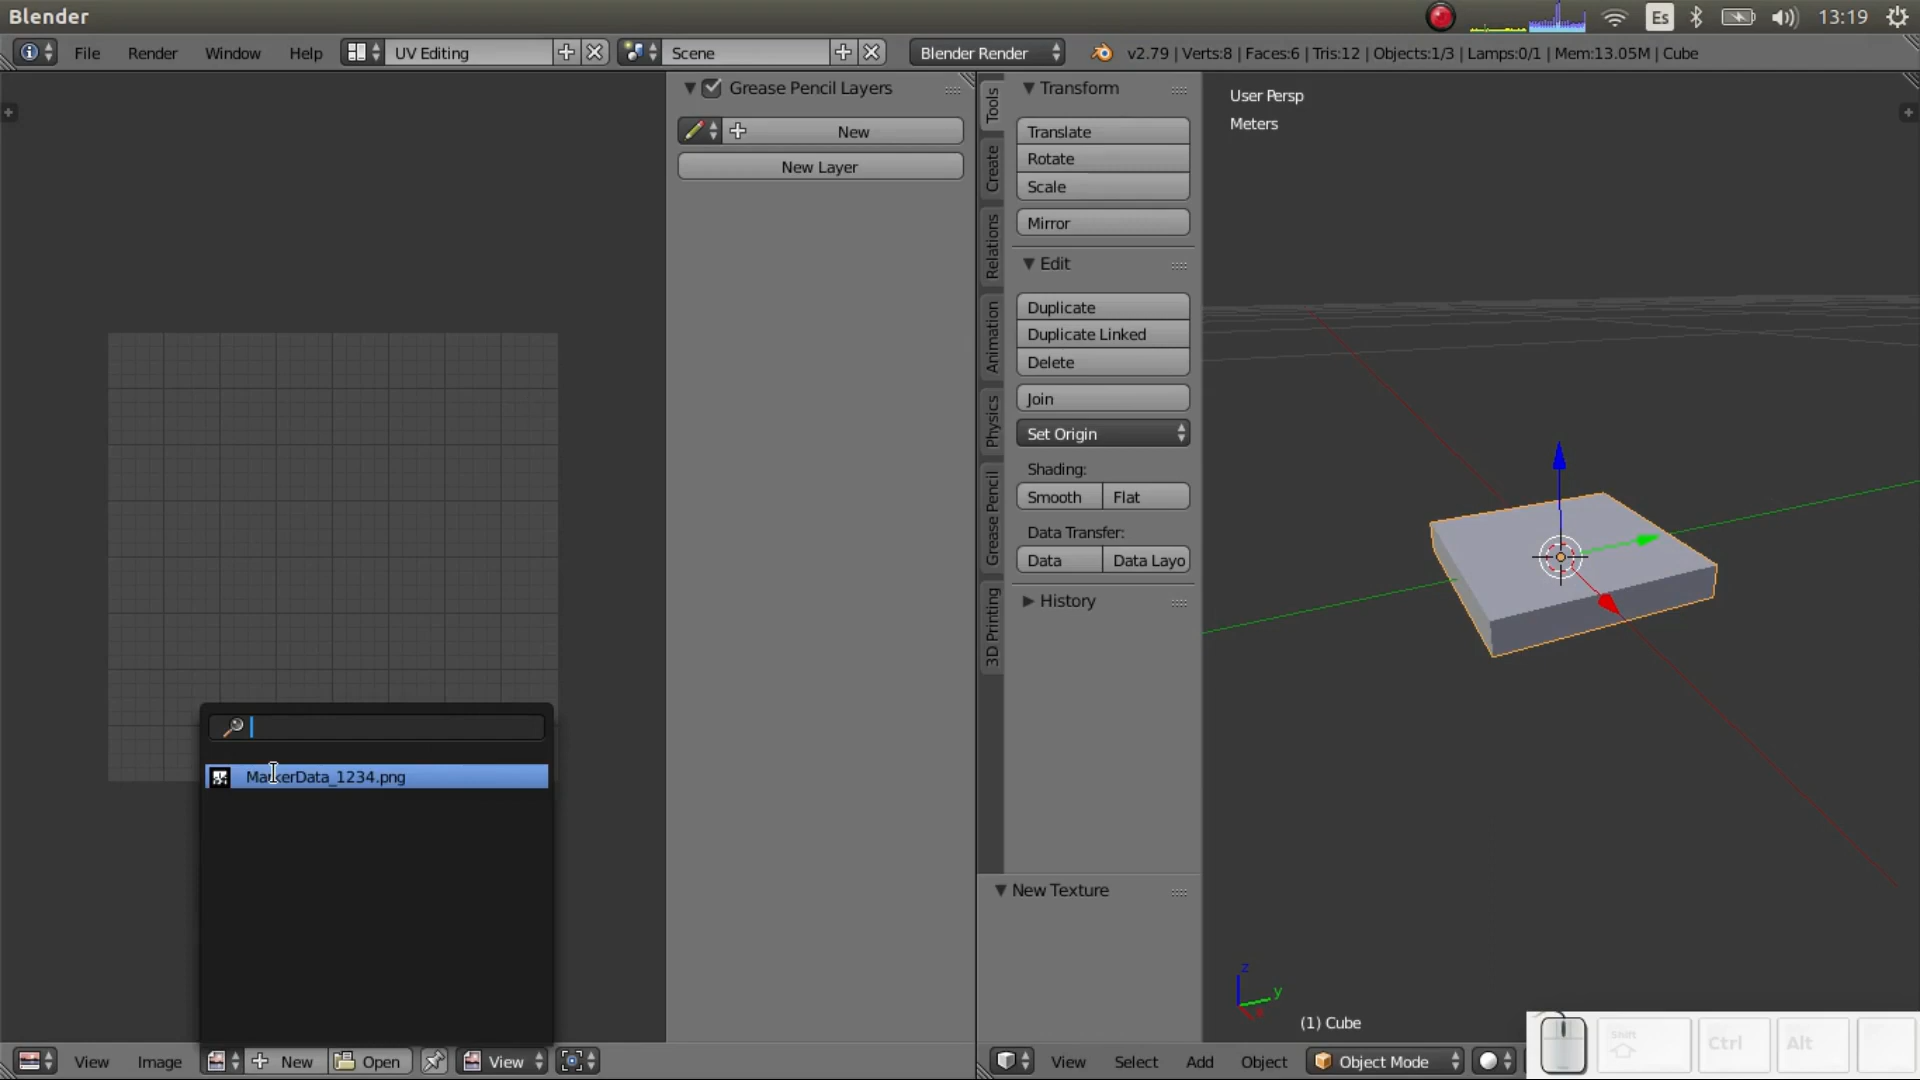 Blender
Es
13:19
File
Render
Window
Help
UV Editing
Scene
Blender Render
v2.79 | Verts:8 | Faces:6 | Tris:12 | Objects:1/3 | Lamps:0/1 | Mem:13.05M | Cube
Grease Pencil Layers
New
New Layer
Tools
Create
Relations
Animation
Physics
Grease Pencil
3D Printing
Transform
Translate
Rotate
Scale
Mirror
Edit
Duplicate
Duplicate Linked
Delete
Join
Set Origin
Shading:
Smooth
Flat
Data Transfer:
Data
Data Layo
History
New Texture
User Persp
Meters
MarkerData_1234.png
z
y
x
(1) Cube
View
Image
New
Open
View
View
Select
Add
Object
Object Mode
Shift
Ctrl
Alt